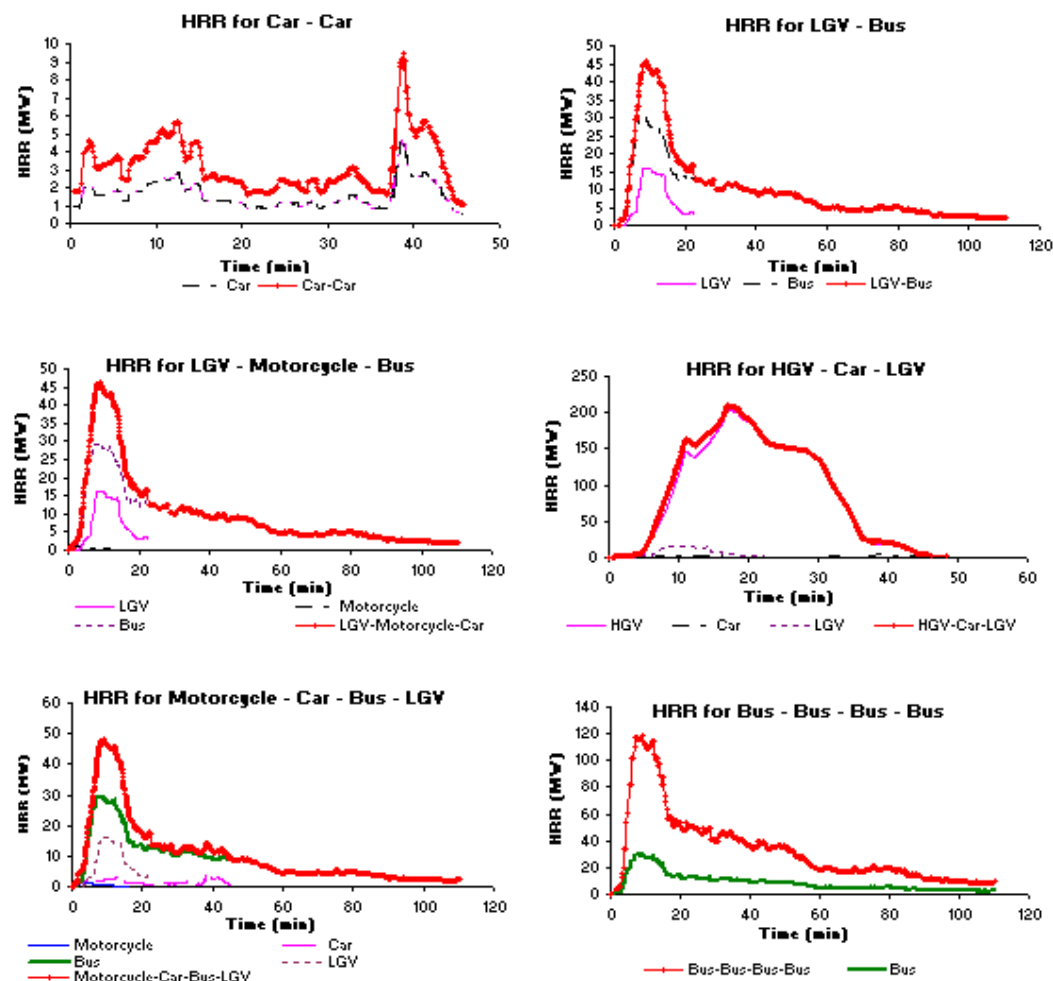 HRR for Car - Car
HRR (MW)
10
9
8
7
6
5
4
3
2
1
0
0 10 20 30 40 50
Time (min)
Car Car-Car
HRR for LGV - Bus
HRR (MW)
50
45
40
35
30
25
20
15
10
5
0
0 20 40 60 80 100 120
Time (min)
LGV Bus LGV-Bus
HRR for LGV - Motorcycle - Bus
HRR (MW)
50
45
40
35
30
25
20
15
10
5
0
0 20 40 60 80 100 120
Time (min)
LGV Motorcycle
Bus LGV-Motorcycle-Car
HRR for HGV - Car - LGV
HRR (MW)
250
200
150
100
50
0
0 10 20 30 40 50 60
Time (min)
HGV Car LGV HGV-Car-LGV
HRR for Motorcycle - Car - Bus - LGV
HRR (MW)
60
50
40
30
20
10
0
0 20 40 60 80 100 120
Time (min)
Motorcycle Car
Bus LGV
Motorcycle-Car-Bus-LGV
HRR for Bus - Bus - Bus - Bus
HRR (MW)
140
120
100
80
60
40
20
0
0 20 40 60 80 100 120
Time (min)
Bus-Bus-Bus-Bus Bus